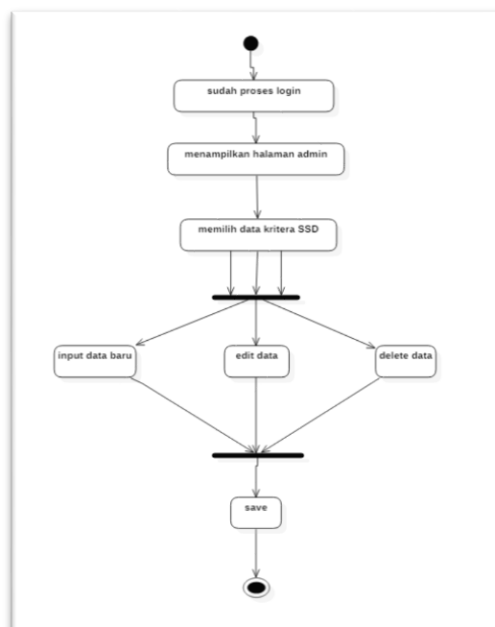 sudah proses login
menampilkan halaman admin
memilih data kritera SSD
input data baru
edit data
delete data
save